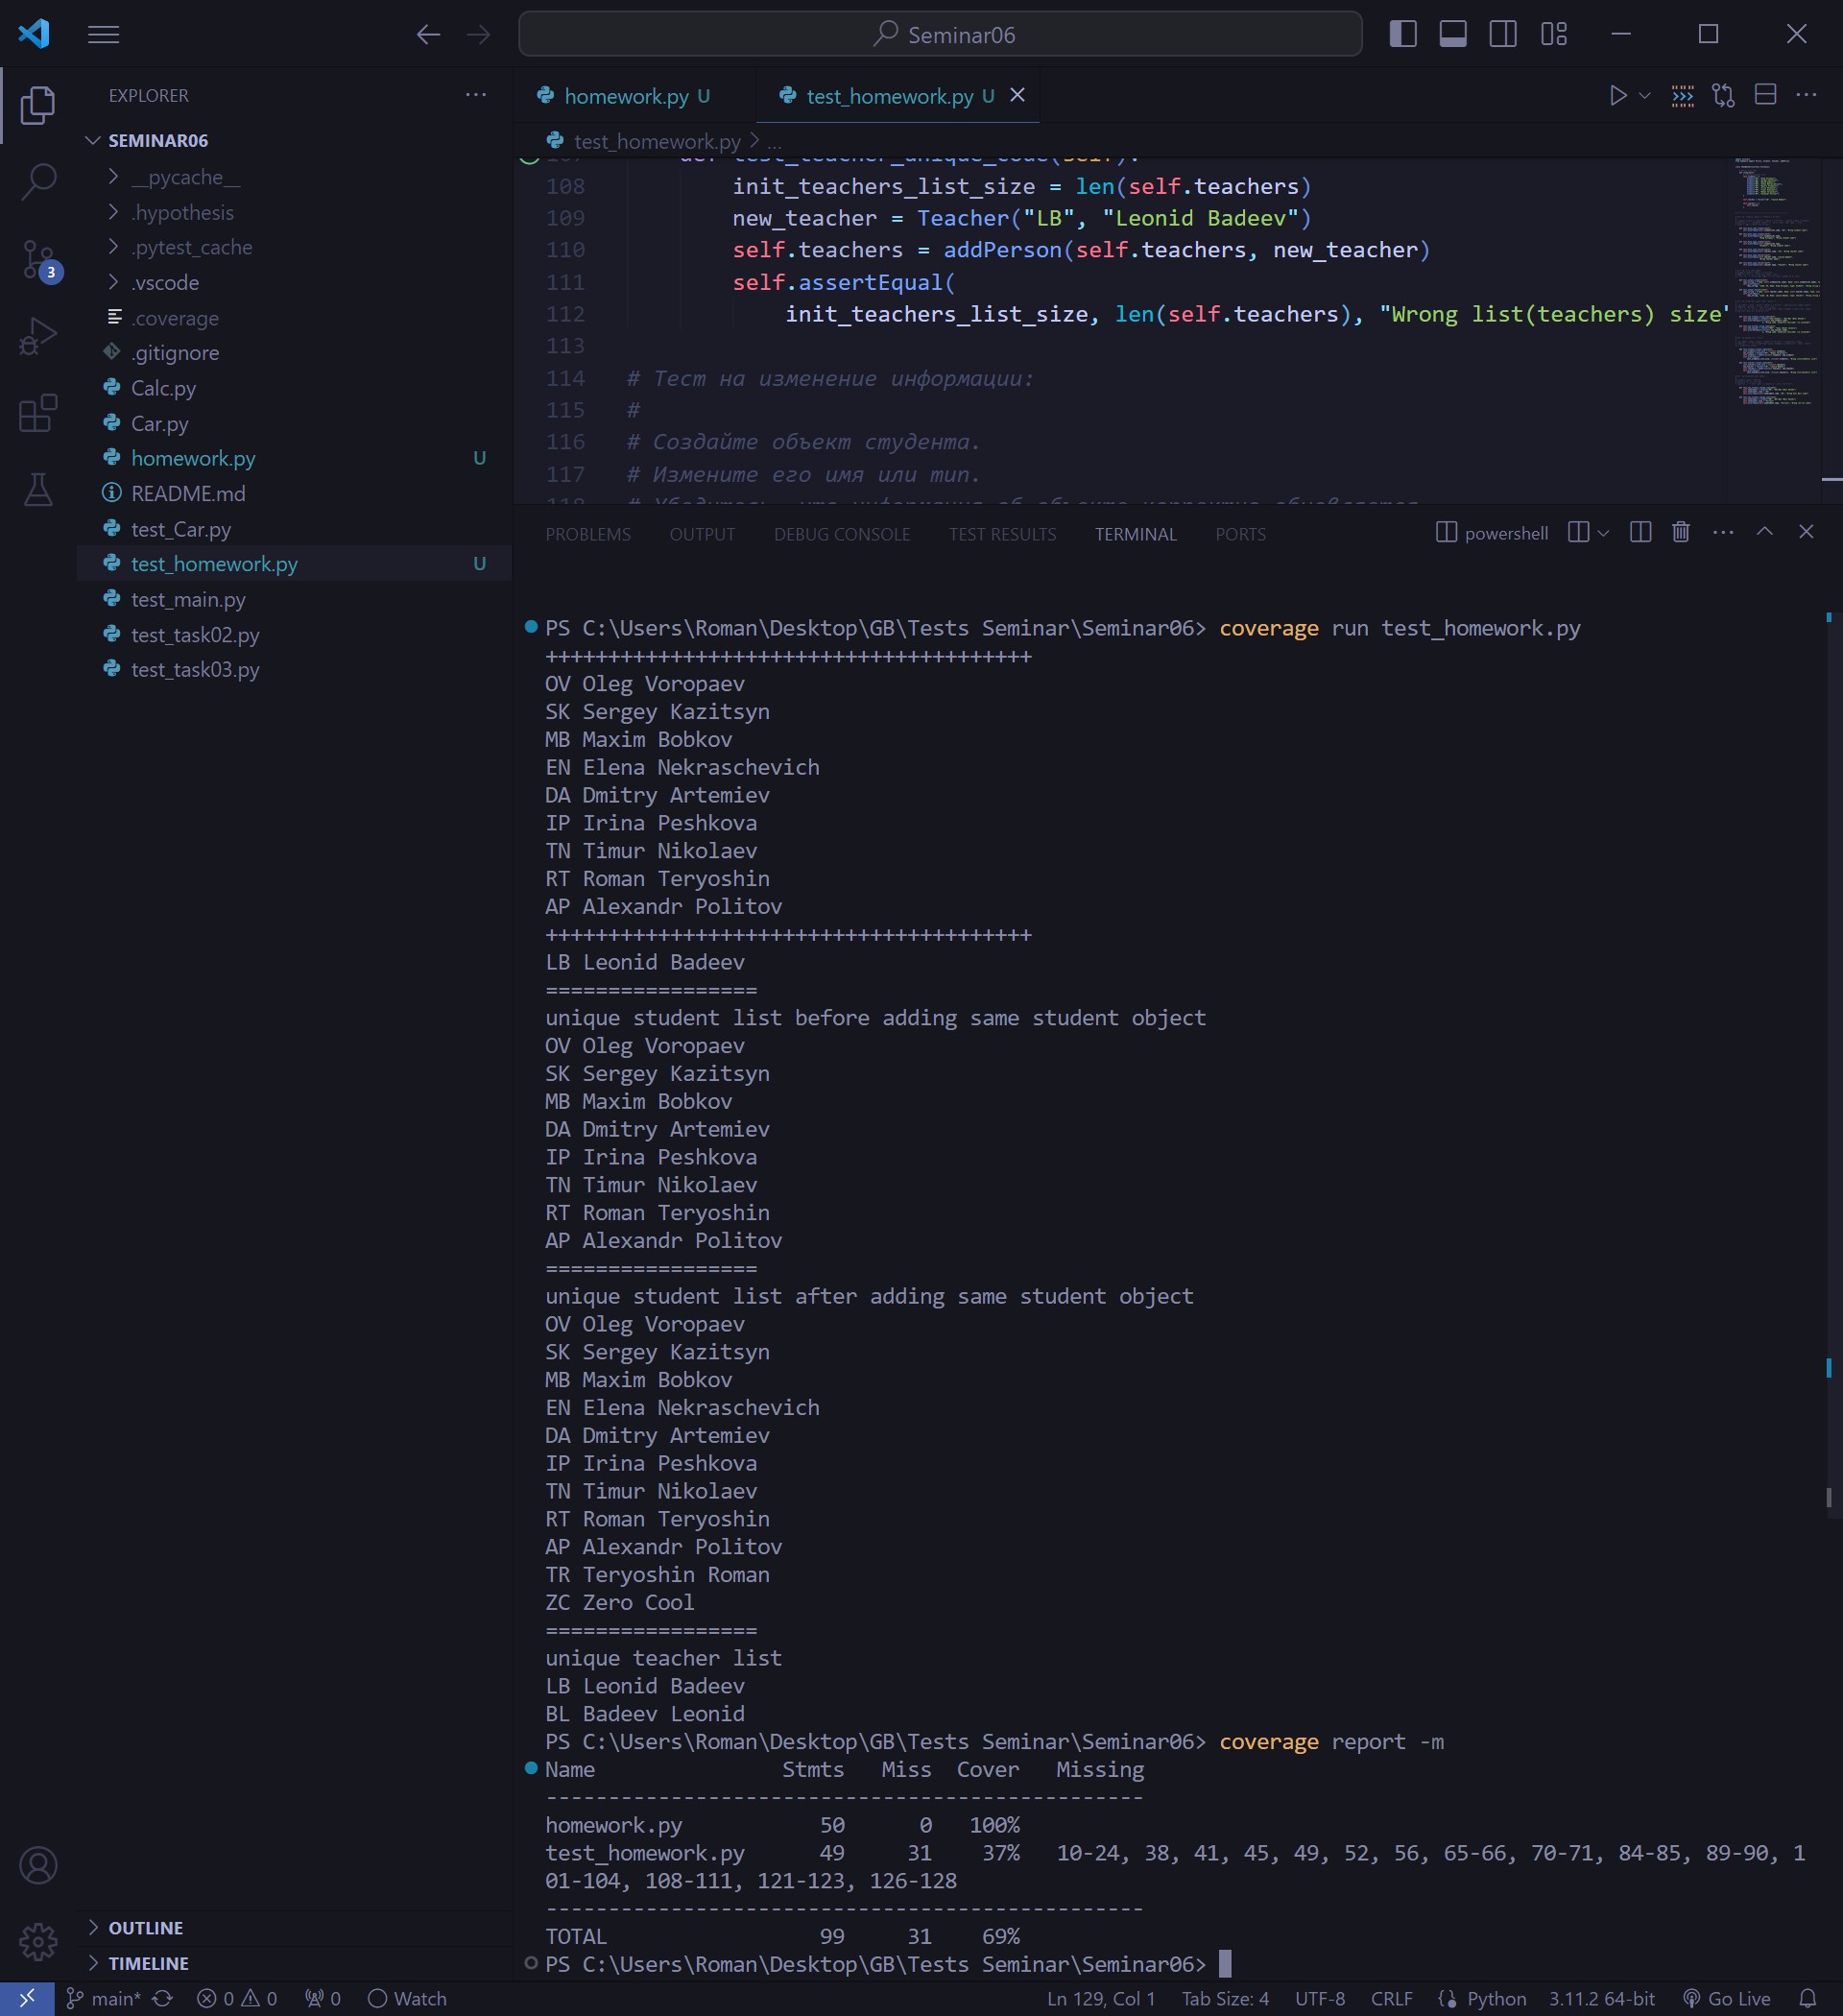 Seminar06
EXPLORER
SEMINAR06
__pycache__
.hypothesis
.pytest_cache
.vscode
.coverage
.gitignore
Calc.py
Car.py
homework.py U
README.md
test_Car.py
test_homework.py U
test_main.py
test_task02.py
test_task03.py
OUTLINE
TIMELINE
3
homework.py U
test_homework.py U
test_homework.py > ...
107 def test_teacher_unique_code(self):
108 init_teachers_list_size = len(self.teachers)
109 new_teacher = Teacher("LB", "Leonid Badeev")
110 self.teachers = addPerson(self.teachers, new_teacher)
111 self.assertEqual(
112 init_teachers_list_size, len(self.teachers), "Wrong list(teachers) size"
113
114 # Тест на изменение информации:
115 #
116 # Создайте объект студента.
117 # Измените его имя или тип.
118 # Убедитесь, что информация об объекте корректно обновляется
PROBLEMS OUTPUT DEBUG CONSOLE TEST RESULTS TERMINAL PORTS
powershell
PS C:\Users\Roman\Desktop\GB\Tests Seminar\Seminar06> coverage run test_homework.py
+++++++++++++++++++++++++++++++++++++++
OV Oleg Voropaev
SK Sergey Kazitsyn
MB Maxim Bobkov
EN Elena Nekraschevich
DA Dmitry Artemiev
IP Irina Peshkova
TN Timur Nikolaev
RT Roman Teryoshin
AP Alexandr Politov
+++++++++++++++++++++++++++++++++++++++
LB Leonid Badeev
=================
unique student list before adding same student object
OV Oleg Voropaev
SK Sergey Kazitsyn
MB Maxim Bobkov
DA Dmitry Artemiev
IP Irina Peshkova
TN Timur Nikolaev
RT Roman Teryoshin
AP Alexandr Politov
=================
unique student list after adding same student object
OV Oleg Voropaev
SK Sergey Kazitsyn
MB Maxim Bobkov
EN Elena Nekraschevich
DA Dmitry Artemiev
IP Irina Peshkova
TN Timur Nikolaev
RT Roman Teryoshin
AP Alexandr Politov
TR Teryoshin Roman
ZC Zero Cool
=================
unique teacher list
LB Leonid Badeev
BL Badeev Leonid
PS C:\Users\Roman\Desktop\GB\Tests Seminar\Seminar06> coverage report -m
Name Stmts Miss Cover Missing
------------------------------------------------
homework.py 50 0 100%
test_homework.py 49 31 37% 10-24, 38, 41, 45, 49, 52, 56, 65-66, 70-71, 84-85, 89-90, 1
01-104, 108-111, 121-123, 126-128
------------------------------------------------
TOTAL 99 31 69%
PS C:\Users\Roman\Desktop\GB\Tests Seminar\Seminar06>
main* 0 0 0 Watch Ln 129, Col 1 Tab Size: 4 UTF-8 CRLF Python 3.11.2 64-bit Go Live